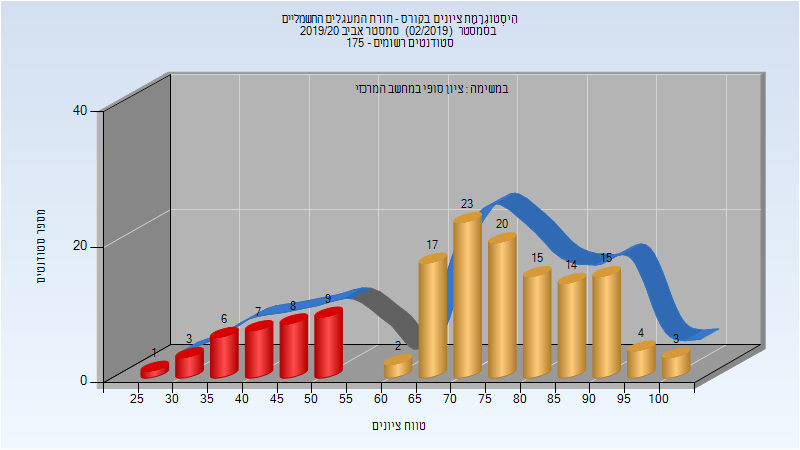 היסטוגרמת ציונים בקורס - תורת המעגלים החשמליים
בסמסטר (02/2019) סמסטר אביב 2019/20
סטודנטים רשומים - 175
במשימה : ציון סופי במחשב המרכזי
מספר סטודנטים
40
20
0
1 3 6 7 8 9 2 17 23 20 15 14 15 4 3
25 30 35 40 45 50 55 60 65 70 75 80 85 90 95 100
טווח ציונים